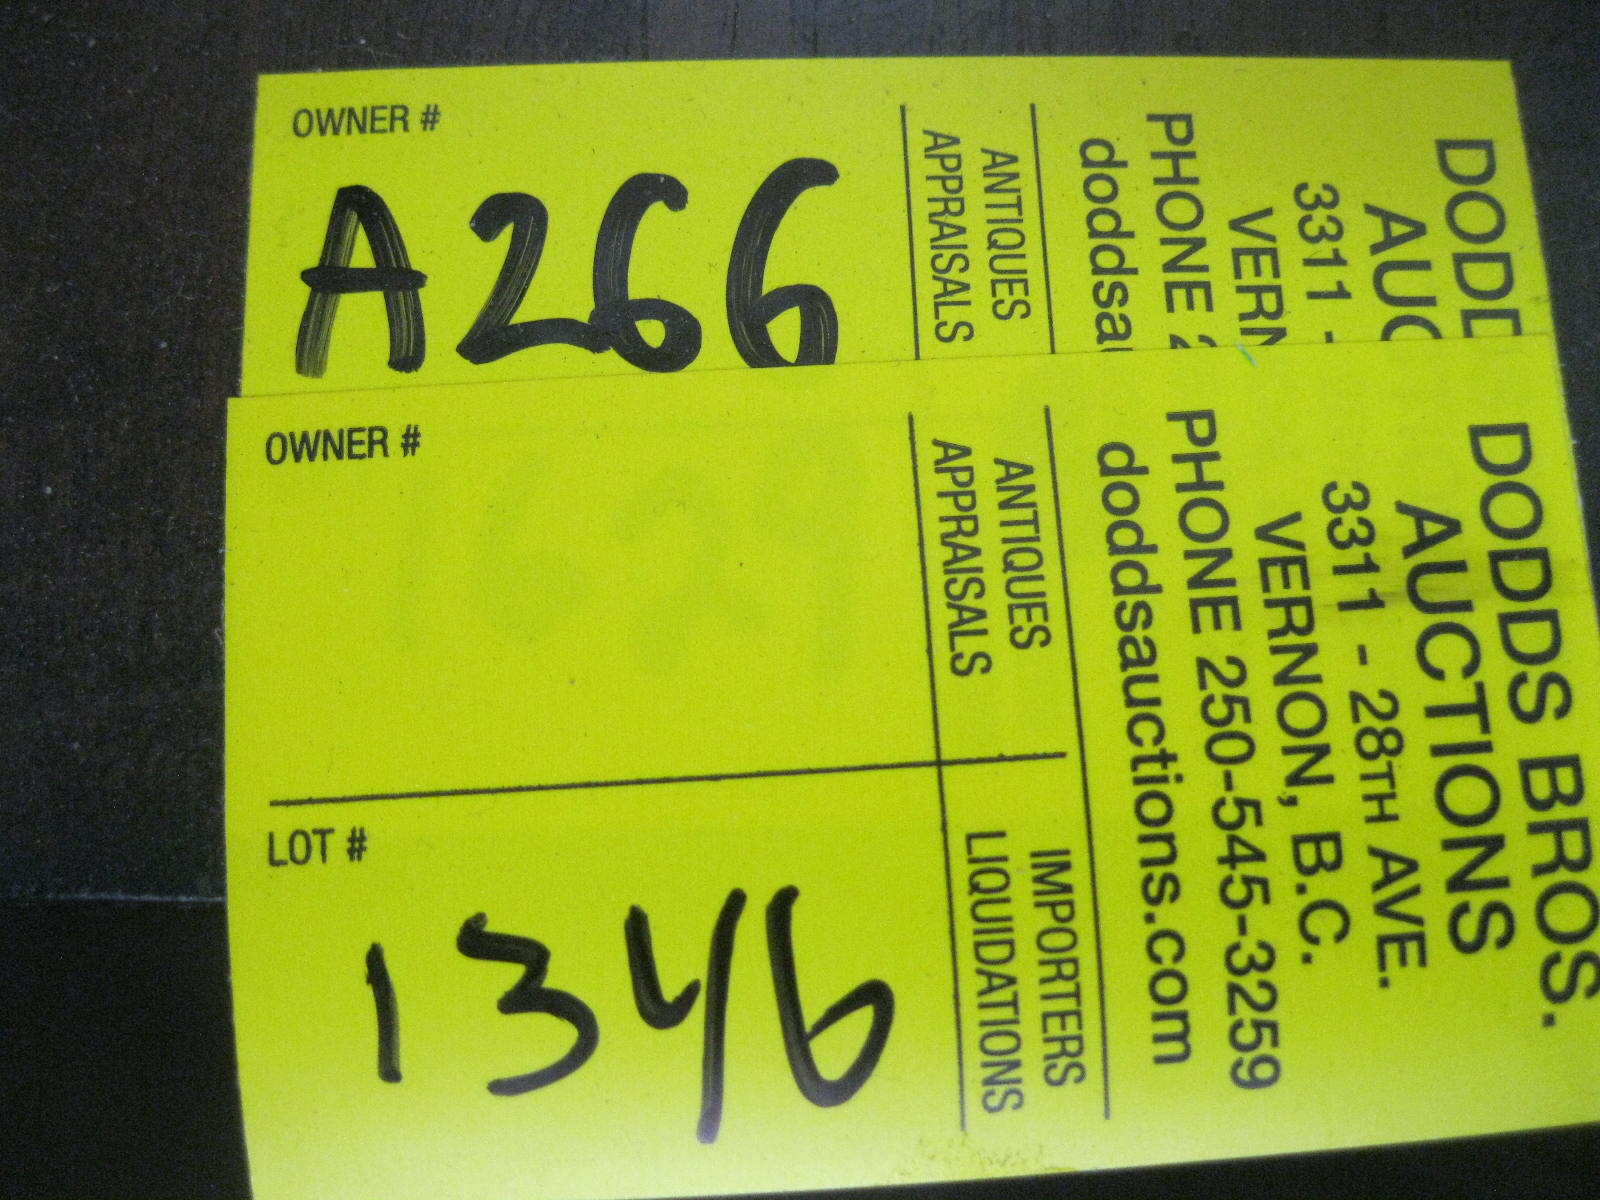 OWNER #
A266
ANTIQUES
APPRAISALS
DODD
AUC
3311 -
VERN
PHONE 2
doddsau
OWNER #
LOT #
1346
ANTIQUES
APPRAISALS
IMPORTERS
LIQUIDATIONS
DODDS BROS.
AUCTIONS
3311 - 28TH AVE.
VERNON, B.C.
PHONE 250-545-3259
doddsauctions.com